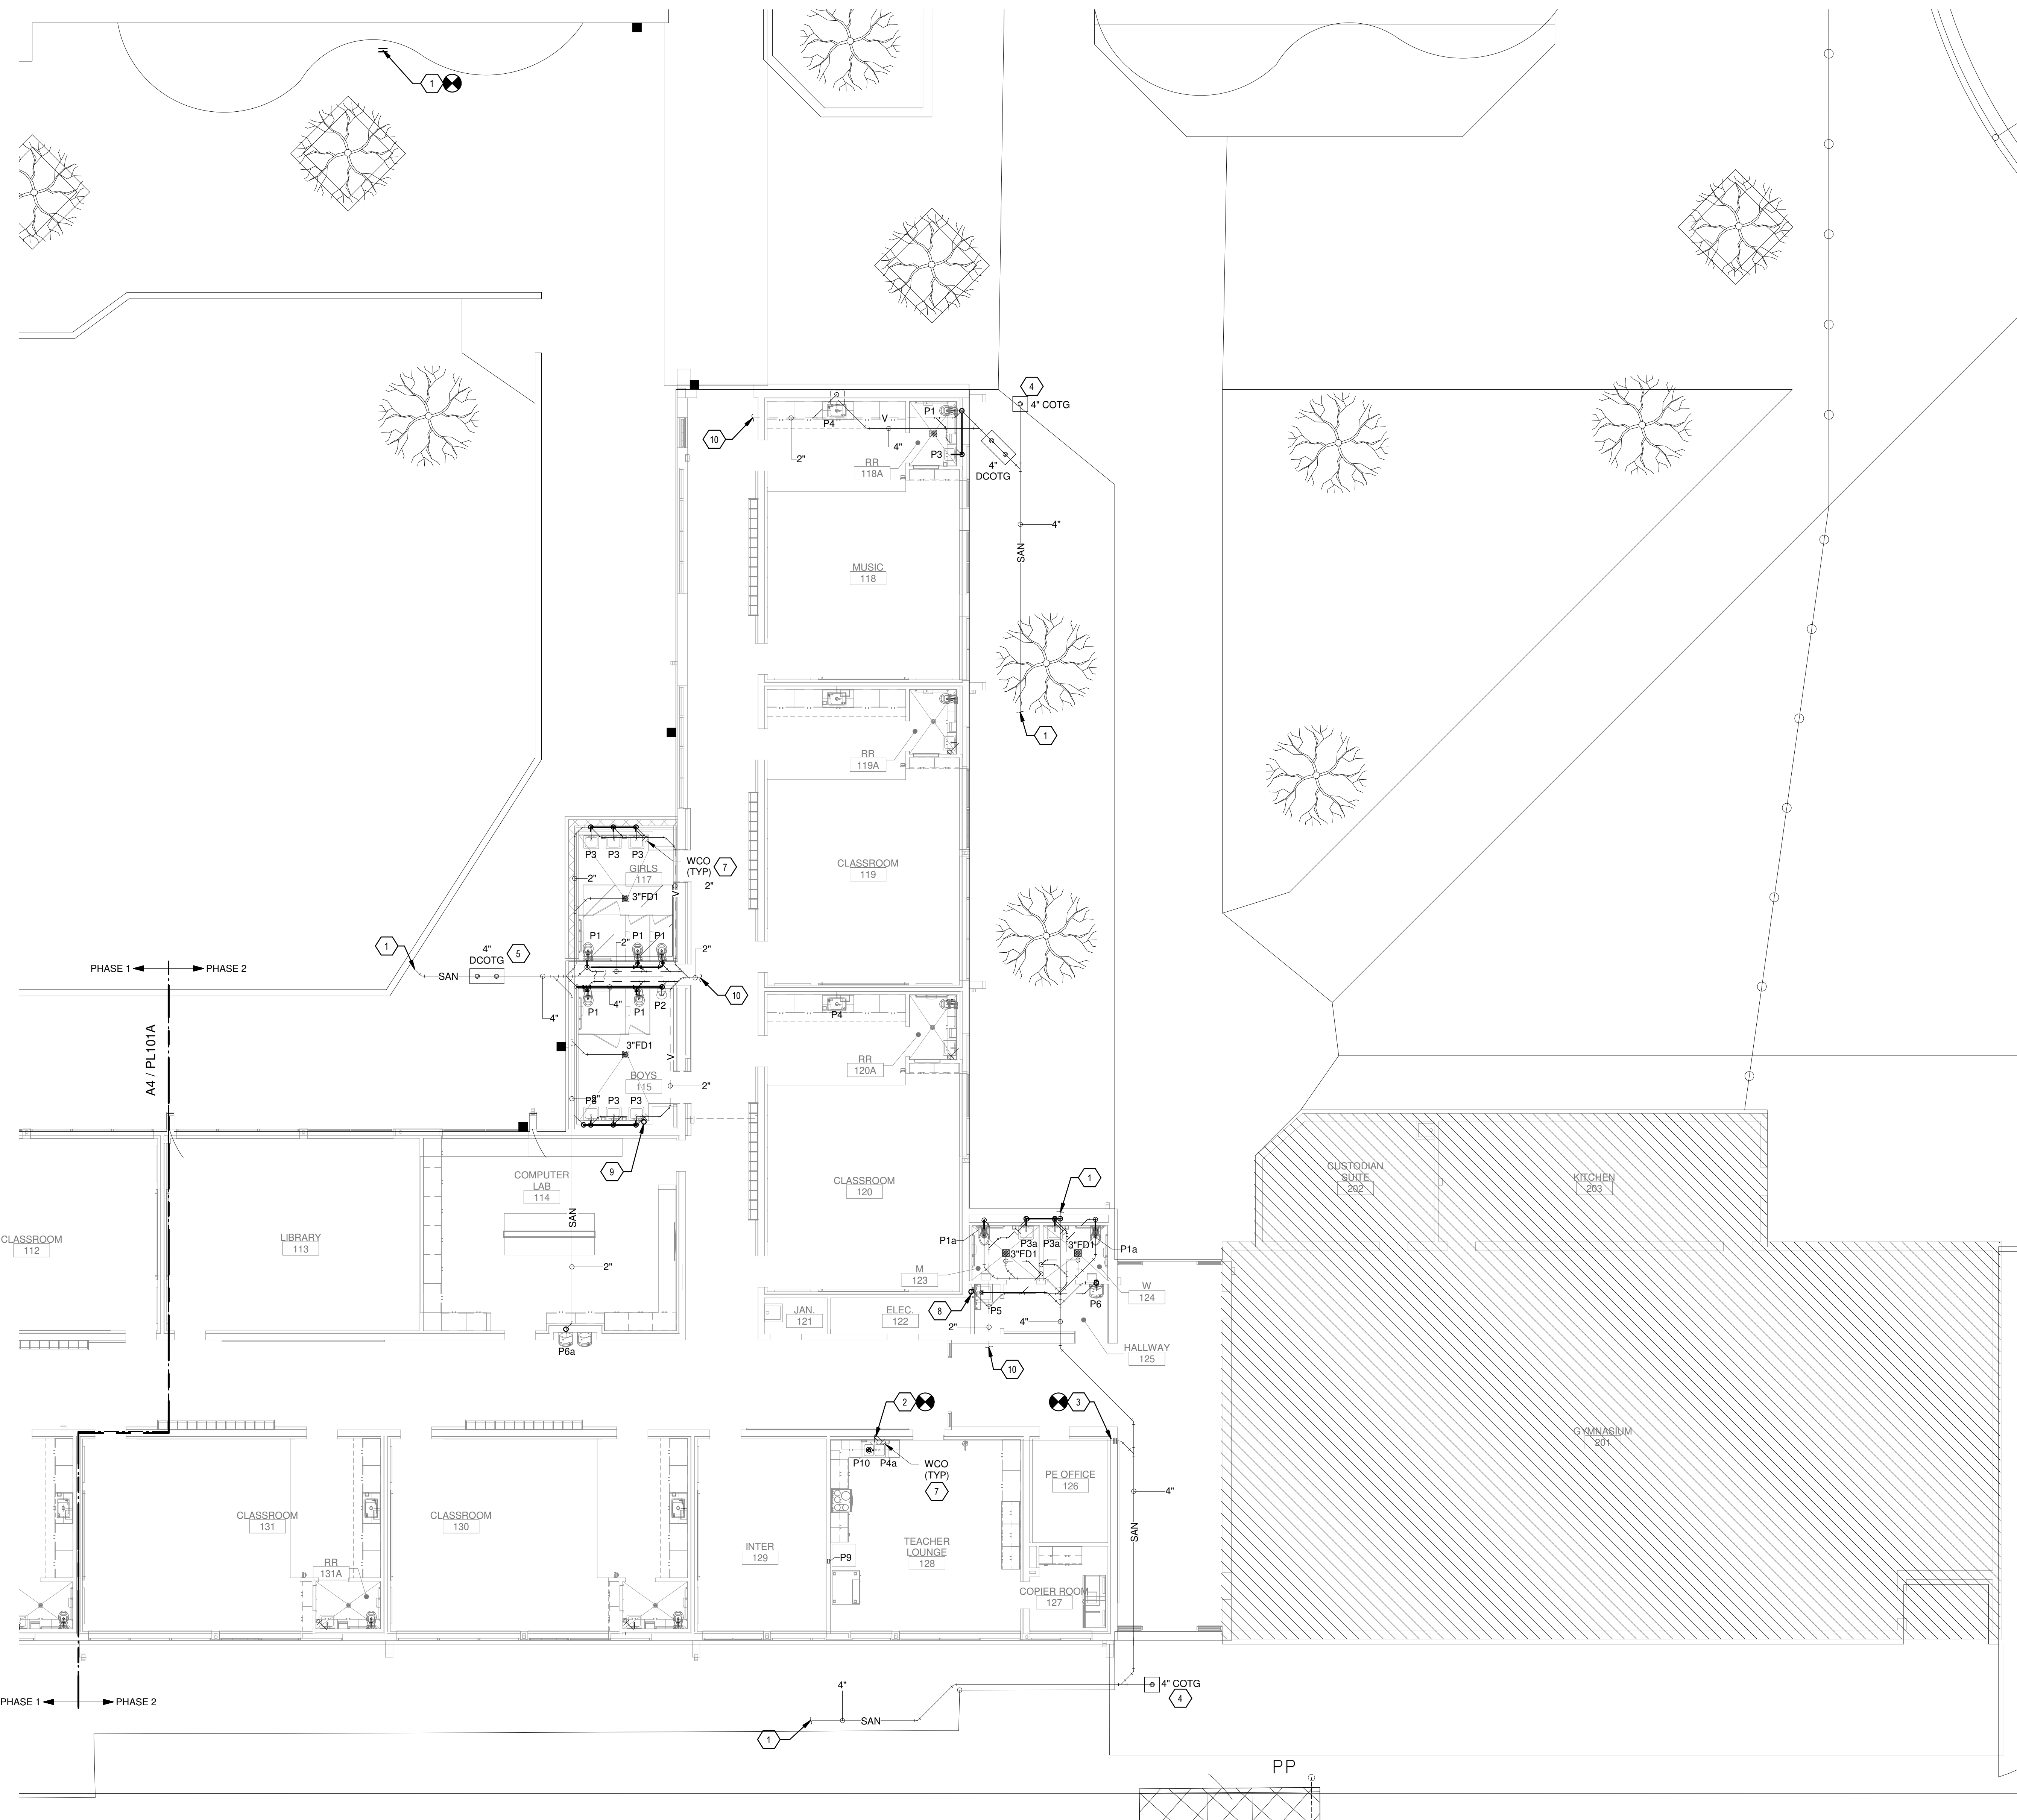 1
4
4" COTG
P1
P4
V
10
4"
2"
P3
RR
118A
4"
DCOTG
4"
SAN
MUSIC
118
1
RR
119A
P3 P3 P3
WCO
(TYP)
7
GIRLS
117
CLASSROOM
119
2"
2"
V
3"FD1
P1 P1 P1
2"
2"
1
4"
DCOTG
5
SAN
PHASE 1
PHASE 2
10
4"
P1 P1 P2
4"
P4
A4 / PL101A
3"FD1
V
RR
120A
BOYS
115
2"
2"
P3 P3
9
COMPUTER
LAB
114
CLASSROOM
120
1
CUSTODIAN
SUITE
202
KITCHEN
203
SAN
CLASSROOM
112
LIBRARY
113
P1a
P3a P3a
3"FD1
3"FD1
P1a
2"
M
123
W
124
JAN.
121
ELEC.
122
8
P5
P6
2"
4"
P6a
HALLWAY
125
10
2
3
GYMNASIUM
201
P10 P4a
WCO
(TYP)
7
PE OFFICE
126
4"
CLASSROOM
131
CLASSROOM
130
SAN
INTER
129
TEACHER
LOUNGE
128
P9
RR
131A
COPIER ROOM
127
PHASE 1
PHASE 2
4"
4" COTG
4
SAN
1
PP